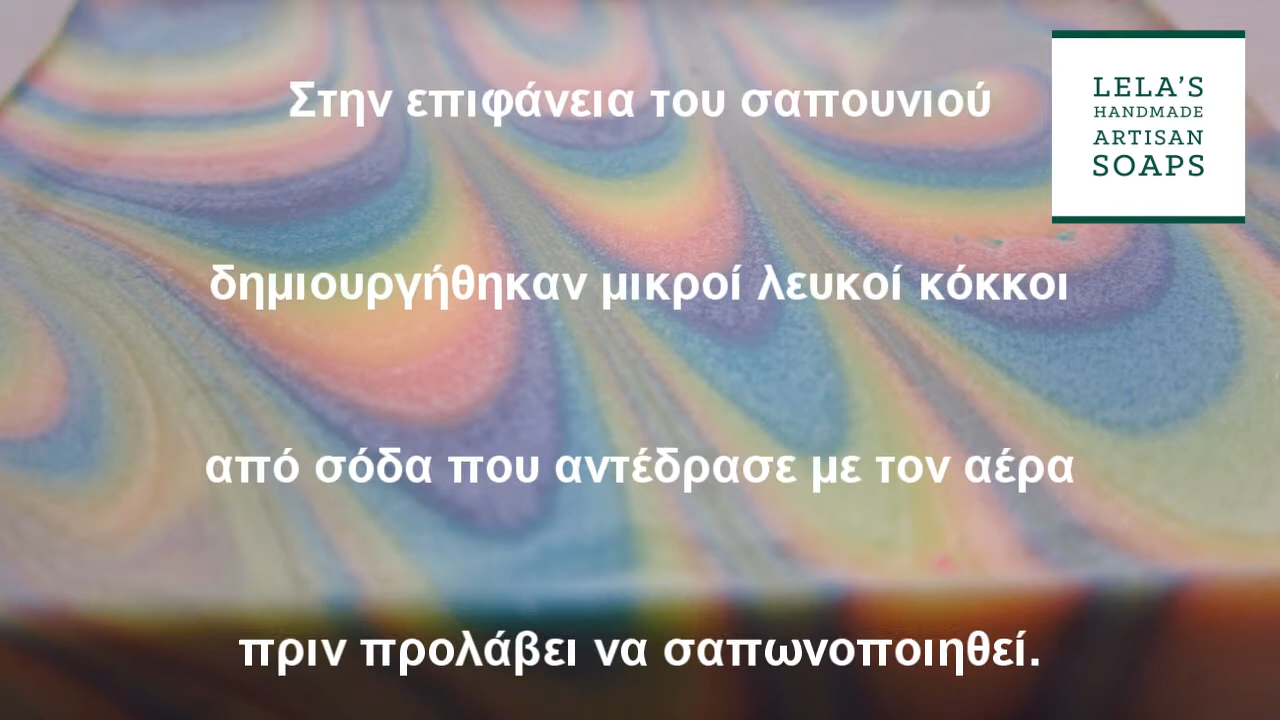 Στην επιφάνεια του σαπουνιού
δημιουργήθηκαν μικροί λευκοί κόκκοι
από σόδα που αντέδρασε με τον αέρα
πριν προλάβει να σαπωνοποιηθεί.
LELA'S
HANDMADE
ARTISAN
SOAPS